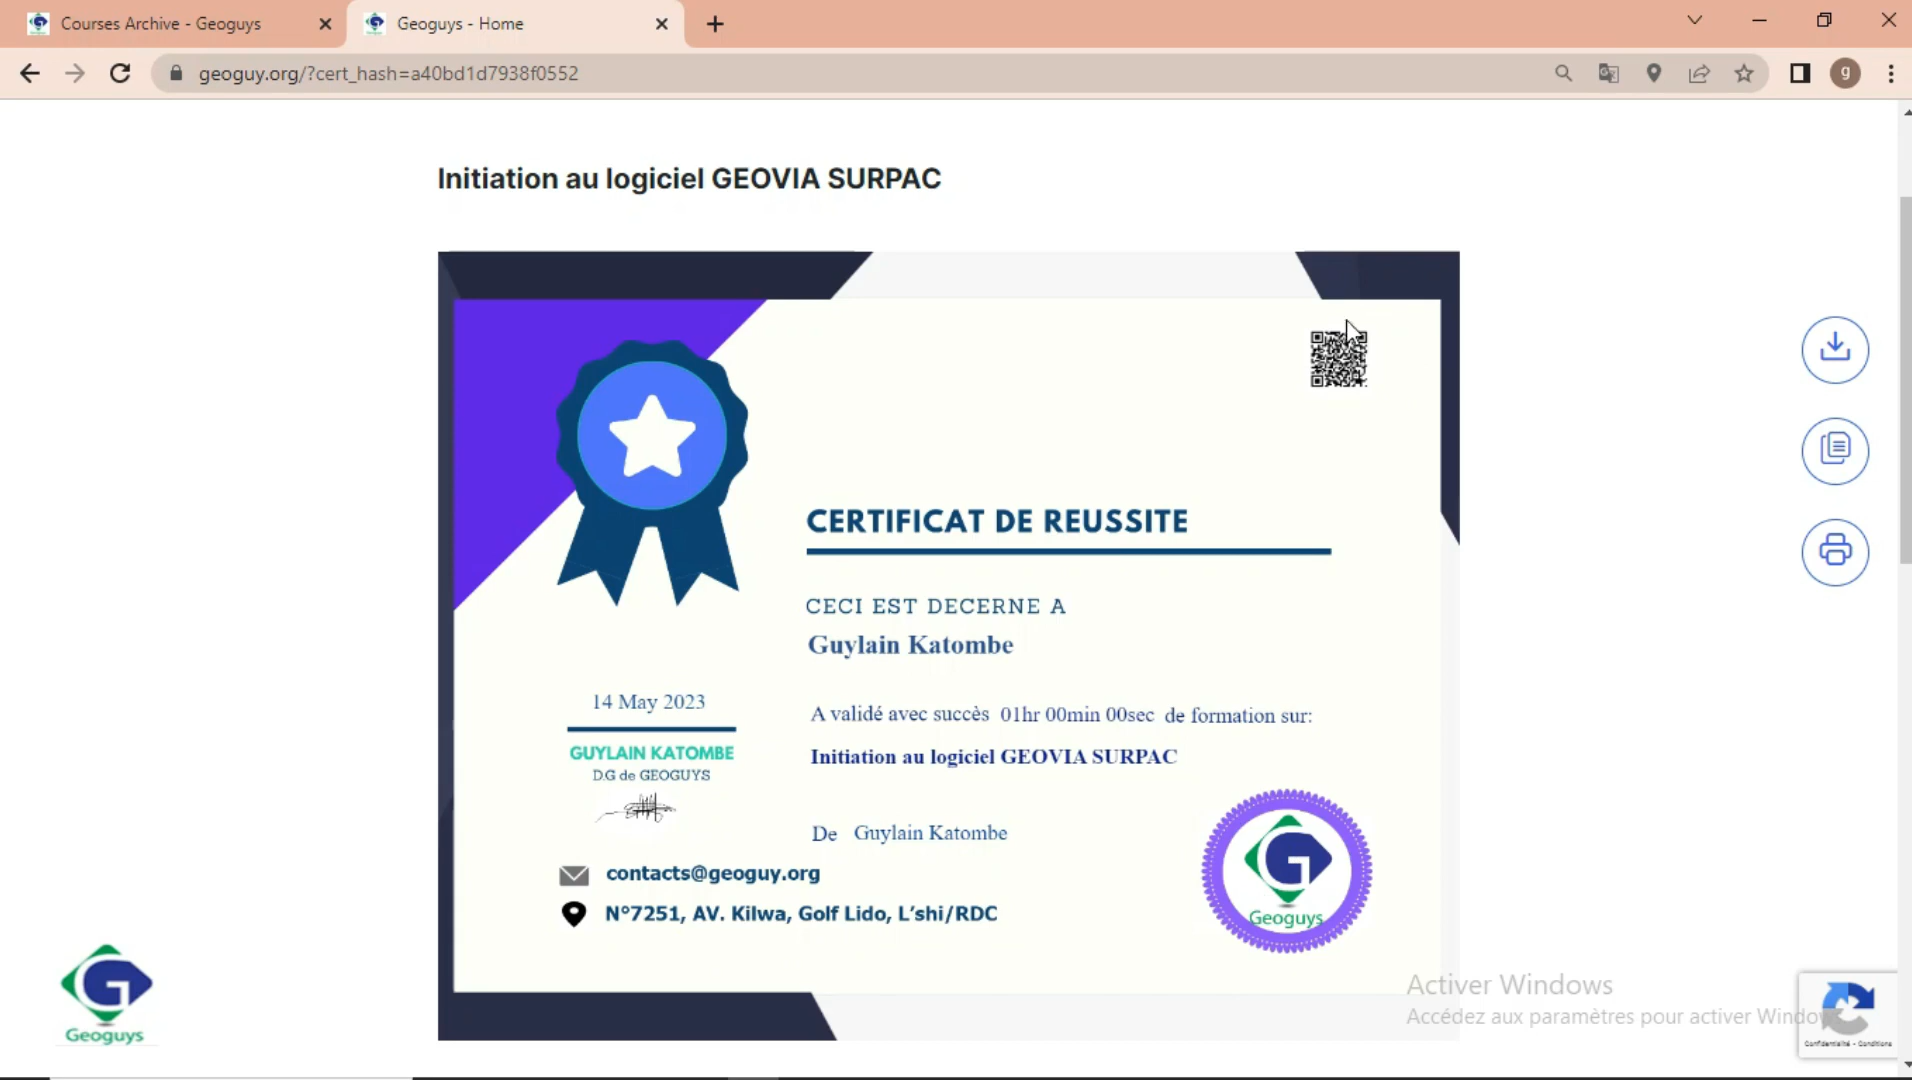 Courses Archive - Geoguys
Geoguys - Home
geoguy.org/?cert_hash=a40bd1d7938f0552
g
Initiation au logiciel GEOVIA SURPAC
CERTIFICAT DE REUSSITE
CECI EST DECERNE A
Guylain Katombe
14 May 2023
A validé avec succès 01hr 00min 00sec de formation sur:
GUYLAIN KATOMBE
Initiation au logiciel GEOVIA SURPAC
D.G de GEOGUYS
De Guylain Katombe
contacts@geoguy.org
N°7251, AV. Kilwa, Golf Lido, L'shi/RDC
Geoguys
Geoguys
Activer Windows
Accédez aux paramètres pour activer Windo
Confidentialité - Conditions